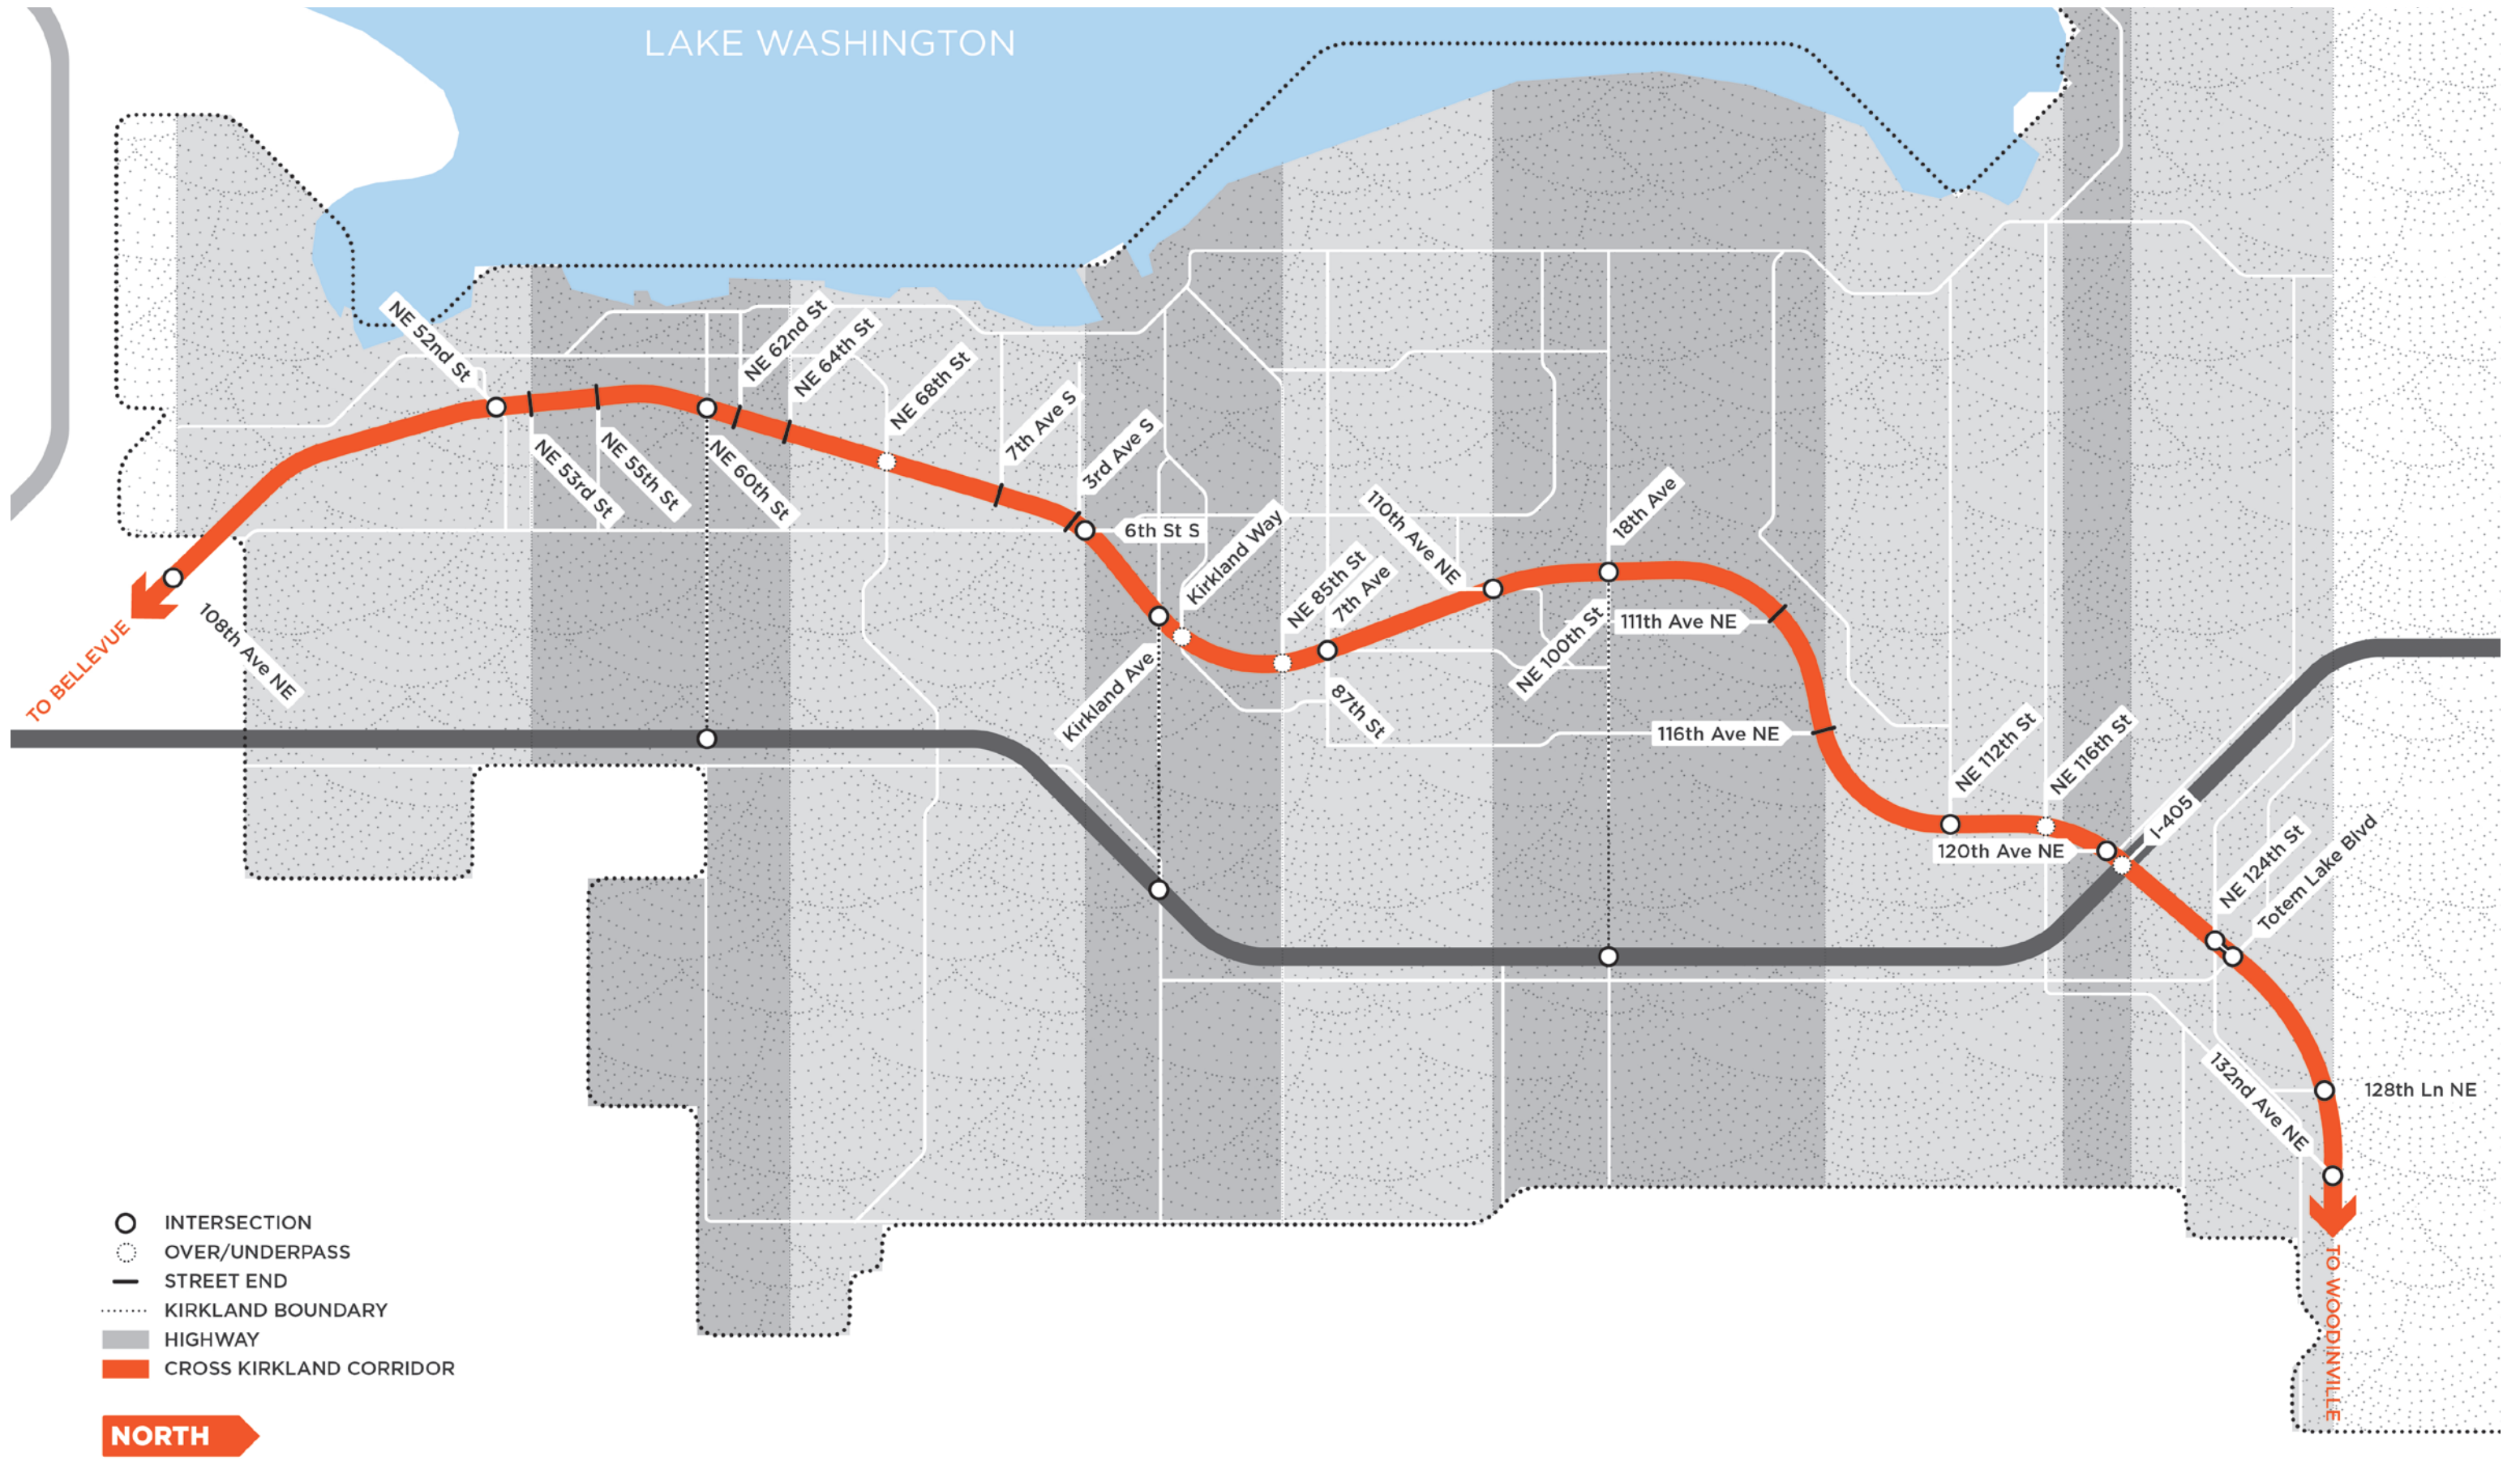 LAKE WASHINGTON
NE 52nd St
NE 53rd St
NE 55th St
NE 60th St
NE 62nd St
NE 64th St
NE 68th St
7th Ave S
3rd Ave S
6th St S
Kirkland Way
Kirkland Ave
NE 85th St
7th Ave
87th St
110th Ave NE
NE 100th St
18th Ave
111th Ave NE
116th Ave NE
NE 112th St
NE 116th St
120th Ave NE
I-405
NE 124th St
Totem Lake Blvd
128th Ln NE
132nd Ave NE
108th Ave NE
TO BELLEVUE
TO WOODINVILLE
INTERSECTION
OVER/UNDERPASS
STREET END
KIRKLAND BOUNDARY
HIGHWAY
CROSS KIRKLAND CORRIDOR
NORTH